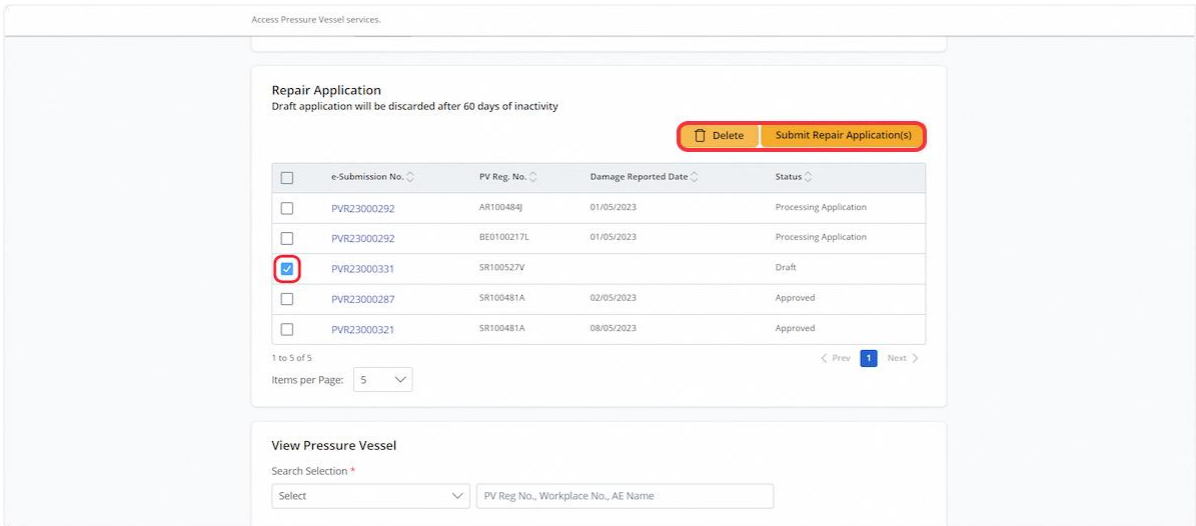 Access Pressure Vessel services.
Repair Application
Draft application will be discarded after 60 days of inactivity
Delete Submit Repair Application(s)
e-Submission No. PV Reg. No. Damage Reported Date Status
PVR23000292 AR100484J 01/05/2023 Processing Application
PVR23000292 BE0100217L 01/05/2023 Processing Application
PVR23000331 SR100527V Draft
PVR23000287 SR100481A 02/05/2023 Approved
PVR23000321 SR100481A 08/05/2023 Approved
1 to 5 of 5 Prev 1 Next
Items per Page: 5
View Pressure Vessel
Search Selection *
Select PV Reg No., Workplace No., AE Name